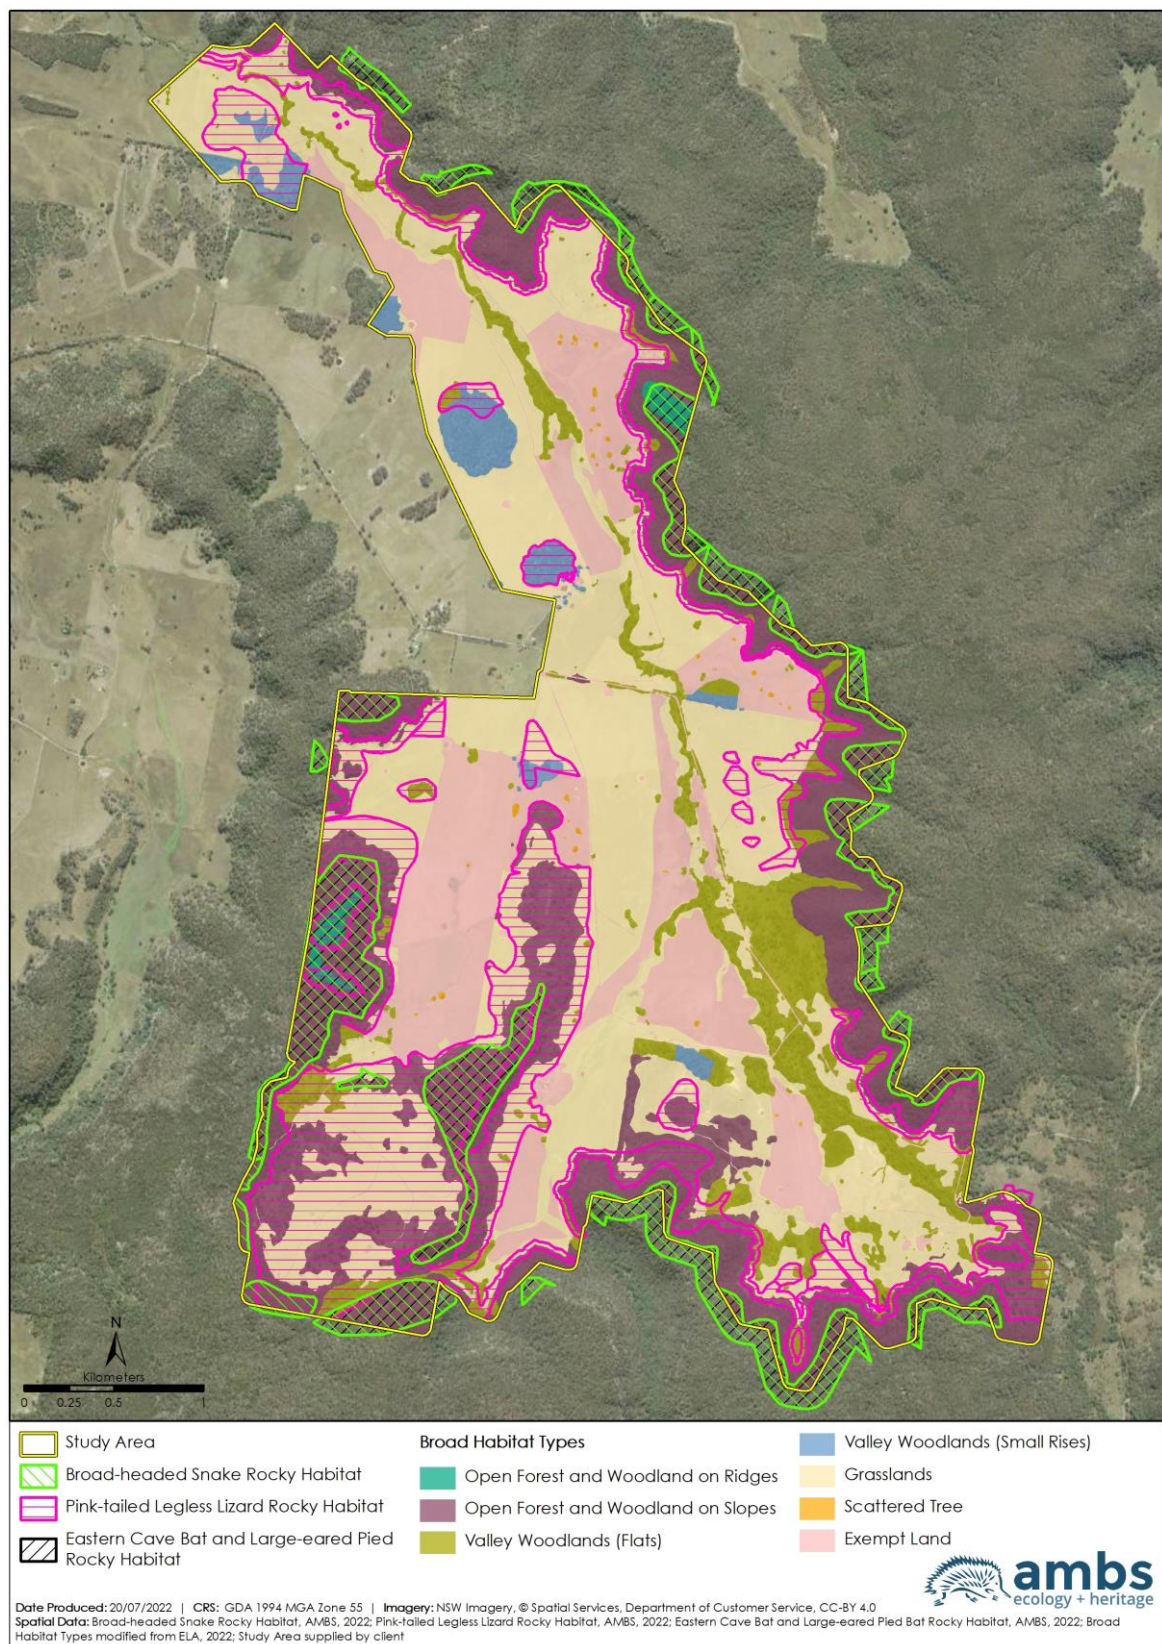 N
Kilometers
0 0.25 0.5 1
Study Area
Broad-headed Snake Rocky Habitat
Pink-tailed Legless Lizard Rocky Habitat
Eastern Cave Bat and Large-eared Pied
Rocky Habitat
Broad Habitat Types
Open Forest and Woodland on Ridges
Open Forest and Woodland on Slopes
Valley Woodlands (Flats)
Valley Woodlands (Small Rises)
Grasslands
Scattered Tree
Exempt Land
ambs
ecology + heritage
Date Produced: 20/07/2022 | CRS: GDA 1994 MGA Zone 55 | Imagery: NSW Imagery, © Spatial Services, Department of Customer Service, CC-BY 4.0
Spatial Data: Broad-headed Snake Rocky Habitat, AMBS, 2022; Pink-tailed Legless Lizard Rocky Habitat, AMBS, 2022; Eastern Cave Bat and Large-eared Pied Bat Rocky Habitat, AMBS, 2022; Broad
Habitat Types modified from ELA, 2022; Study Area supplied by client